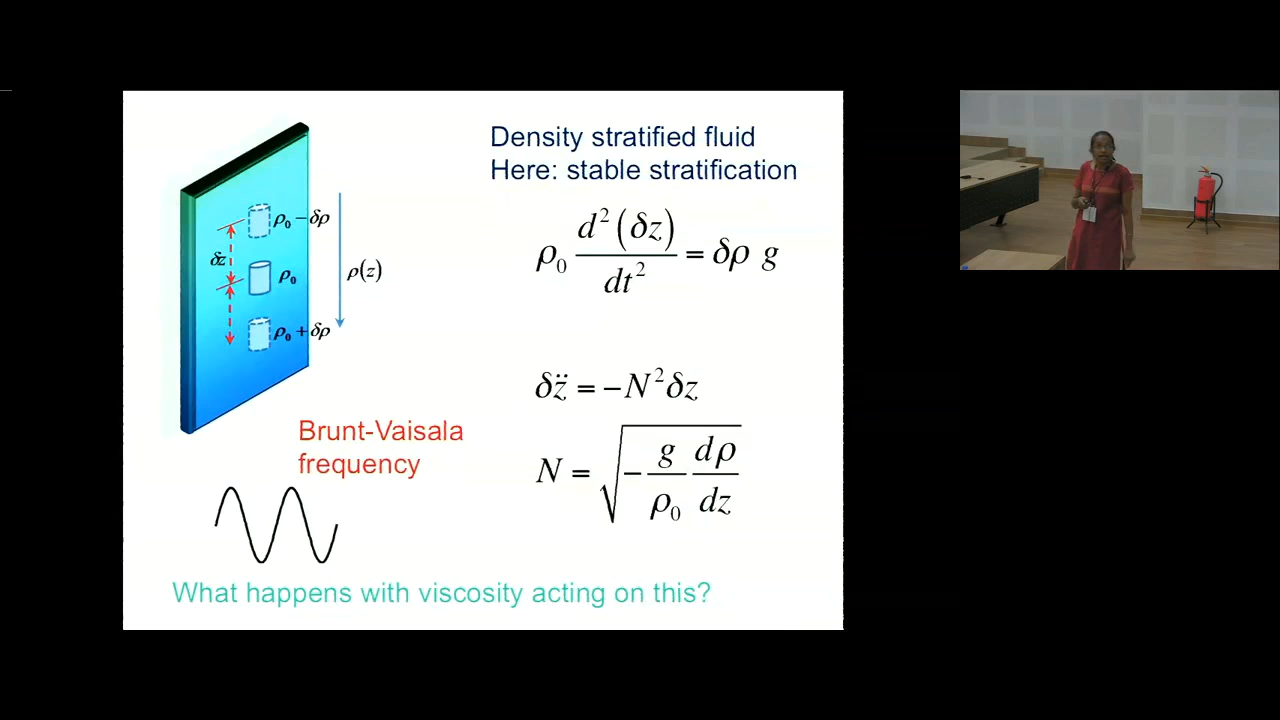 Density stratified fluid
Here: stable stratification
ρ₀ d²(δz)/dt² = δρ g
ρ₀ − δρ
δz
ρ₀
ρ(z)
ρ₀ + δρ
δz̈ = −N²δz
N = √(−(g/ρ₀)(dρ/dz))
Brunt-Vaisala
frequency
What happens with viscosity acting on this?